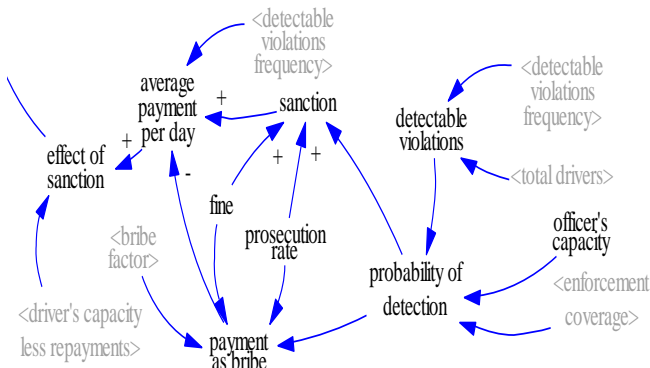 <detectable
violations
frequency>
average
payment
per day
+
sanction
<detectable
violations
frequency>
detectable
violations
+
effect of
sanction
-
+
+
<total drivers>
fine
<bribe
factor>
prosecution
rate
officer's
capacity
probability of
detection
<enforcement
coverage>
<driver's capacity
less repayments>
payment
as bribe